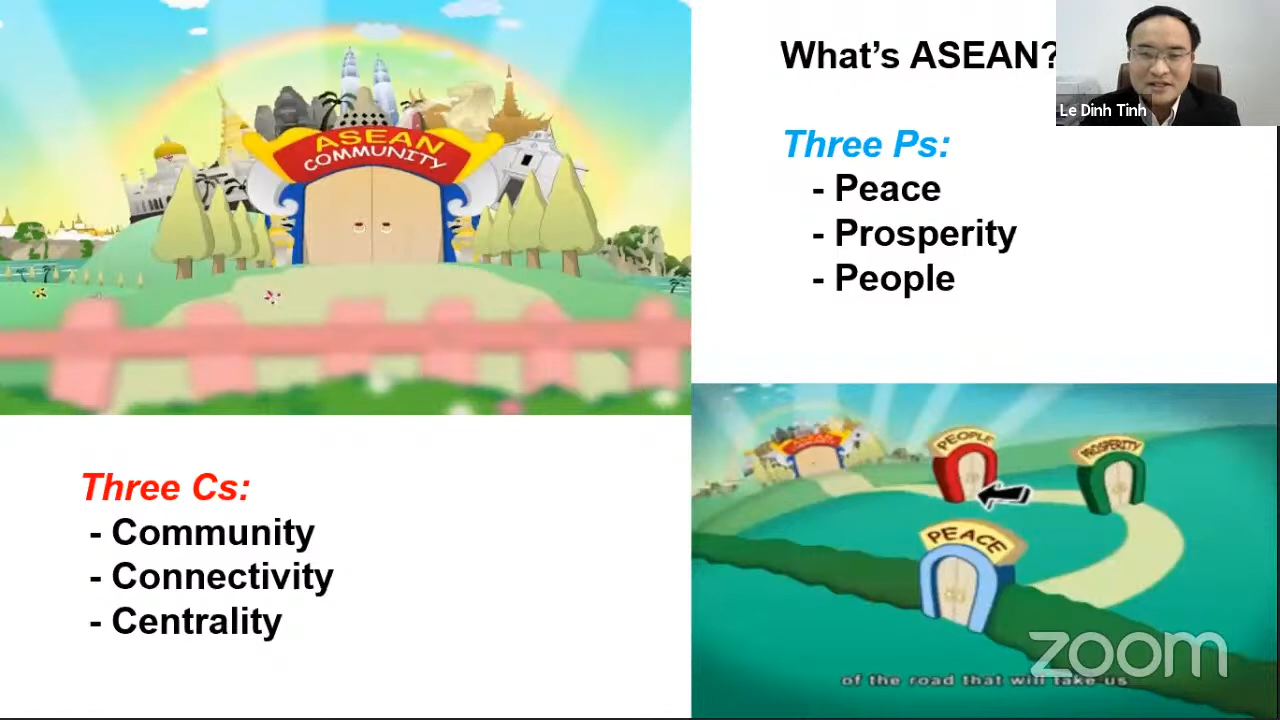 ASEAN
COMMUNITY
What's ASEAN?
Le Dinh Tinh
Three Ps:
- Peace
- Prosperity
- People
Three Cs:
- Community
- Connectivity
- Centrality
PEOPLE
PROSPERITY
PEACE
zoom
of the road that will take us